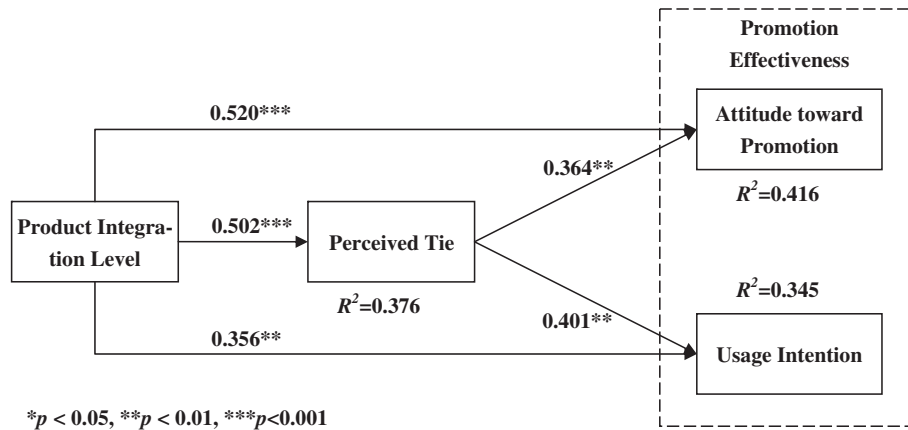 Promotion
Effectiveness
0.520***
Attitude toward
Promotion
0.364**
R²=0.416
Product Integra-
tion Level
0.502***
Perceived Tie
R²=0.376
R²=0.345
0.401**
0.356**
Usage Intention
*p < 0.05, **p < 0.01, ***p<0.001